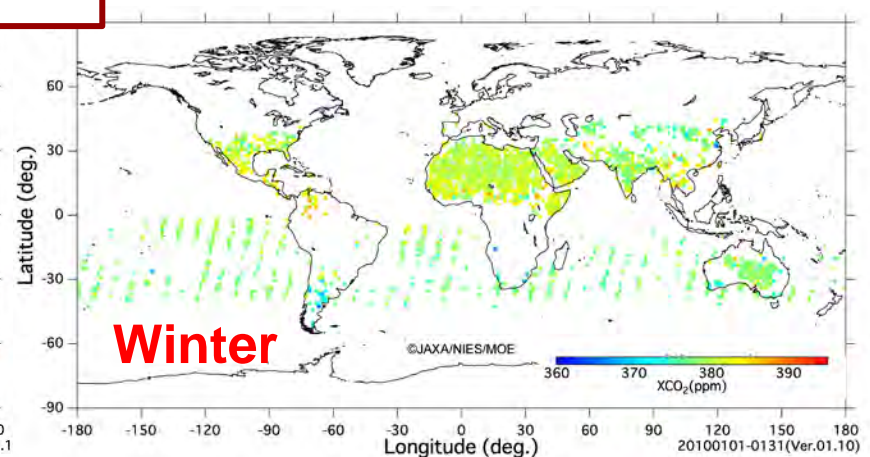 60
30
0
-30
-60
-90
Latitude (deg.)
Winter
©JAXA/NIES/MOE
360 370 380 390
XCO₂(ppm)
-180 -150 -120 -90 -60 -30 0 30 60 90 120 150 180
Longitude (deg.)
20100101-0131(Ver.01.10)
0
.1